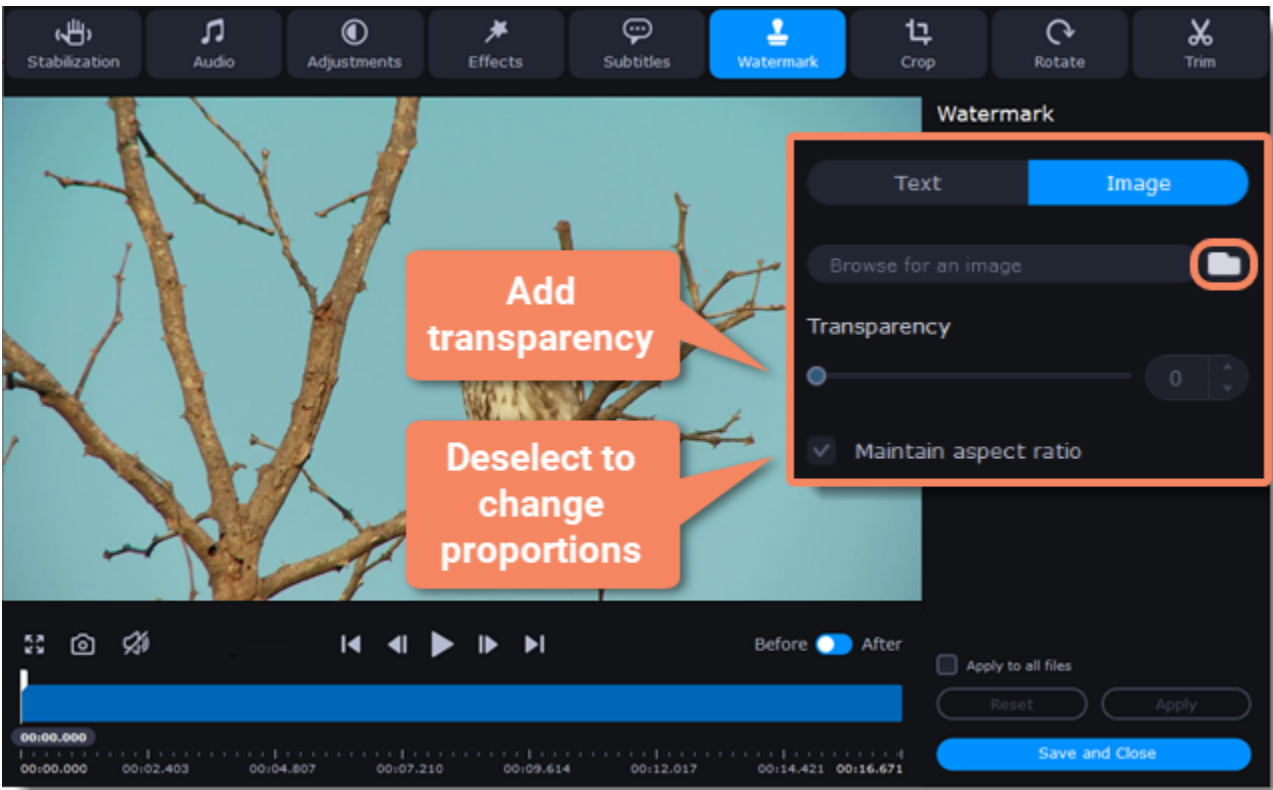 Stabilization
Audio
Adjustments
Effects
Subtitles
Watermark
Crop
Rotate
Trim
Watermark
Text
Image
Browse for an image
Add
transparency
Transparency
0
Deselect to
change
proportions
Maintain aspect ratio
Before
After
Apply to all files
Reset
Apply
00:00.000
00:00.000
00:02.403
00:04.807
00:07.210
00:09.614
00:12.017
00:14.421
00:16.671
Save and Close